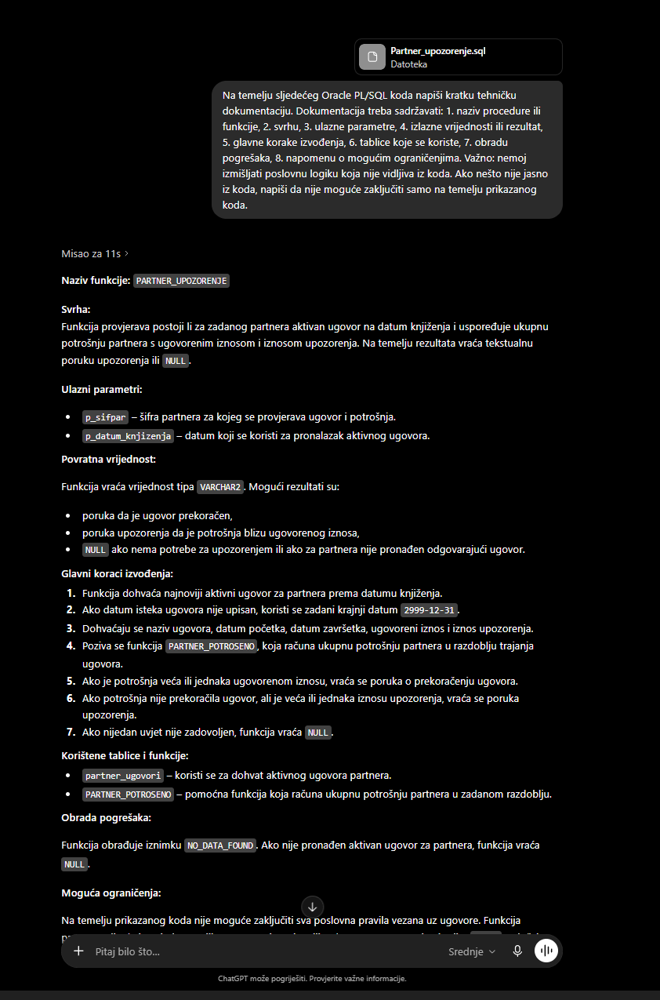 Partner_upozorenje.sql
Datoteka
Na temelju sljedećeg Oracle PL/SQL koda napiši kratku tehničku
dokumentaciju. Dokumentacija treba sadržavati: 1. naziv procedure ili
funkcije, 2. svrhu, 3. ulazne parametre, 4. izlazne vrijednosti ili rezultat,
5. glavne korake izvođenja, 6. tablice koje se koriste, 7. obradu
pogrešaka, 8. napomenu o mogućim ograničenjima. Važno: nemoj
izmišljati poslovnu logiku koja nije vidljiva iz koda. Ako nešto nije jasno
iz koda, napiši da nije moguće zaključiti samo na temelju prikazanog
koda.
Misao za 11s >
Naziv funkcije: PARTNER_UPOZORENJE
Svrha:
Funkcija provjerava postoji li za zadanog partnera aktivan ugovor na datum knjiženja i uspoređuje ukupnu
potrošnju partnera s ugovorenim iznosom i iznosom upozorenja. Na temelju rezultata vraća tekstualnu
poruku upozorenja ili NULL.
Ulazni parametri:
• p_sifpar – šifra partnera za kojeg se provjerava ugovor i potrošnja.
• p_datum_knjizenja – datum koji se koristi za pronalazak aktivnog ugovora.
Povratna vrijednost:
Funkcija vraća vrijednost tipa VARCHAR2. Mogući rezultati su:
• poruka da je ugovor prekoračen,
• poruka upozorenja da je potrošnja blizu ugovorenog iznosa,
• NULL ako nema potrebe za upozorenjem ili ako za partnera nije pronađen odgovarajući ugovor.
Glavni koraci izvođenja:
1. Funkcija dohvaća najnoviji aktivni ugovor za partnera prema datumu knjiženja.
2. Ako datum isteka ugovora nije upisan, koristi se zadani krajnji datum 2999-12-31.
3. Dohvaćaju se naziv ugovora, datum početka, datum završetka, ugovoreni iznos i iznos upozorenja.
4. Poziva se funkcija PARTNER_POTROSENO, koja računa ukupnu potrošnju partnera u razdoblju trajanja
ugovora.
5. Ako je potrošnja veća ili jednaka ugovorenom iznosu, vraća se poruka o prekoračenju ugovora.
6. Ako potrošnja nije prekoračila ugovor, ali je veća ili jednaka iznosu upozorenja, vraća se poruka
upozorenja.
7. Ako nijedan uvjet nije zadovoljen, funkcija vraća NULL.
Korištene tablice i funkcije:
• partner_ugovori – koristi se za dohvat aktivnog ugovora partnera.
• PARTNER_POTROSENO – pomoćna funkcija koja računa ukupnu potrošnju partnera u zadanom razdoblju.
Obrada pogrešaka:
Funkcija obrađuje iznimku NO_DATA_FOUND. Ako nije pronađen aktivan ugovor za partnera, funkcija vraća
NULL.
Moguća ograničenja:
Na temelju prikazanog koda nije moguće zaključiti sva poslovna pravila vezana uz ugovore. Funkcija
Pitaj bilo što...
Srednje
ChatGPT može pogriješiti. Provjerite važne informacije.